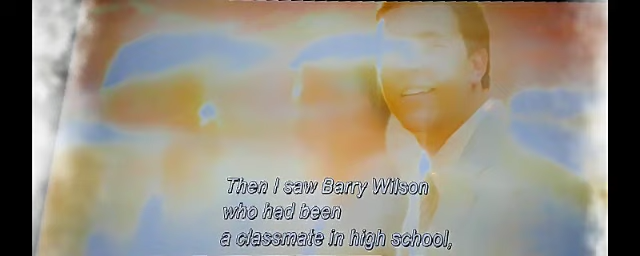 Then I saw Barry Wilson
who had been
a classmate in high school,